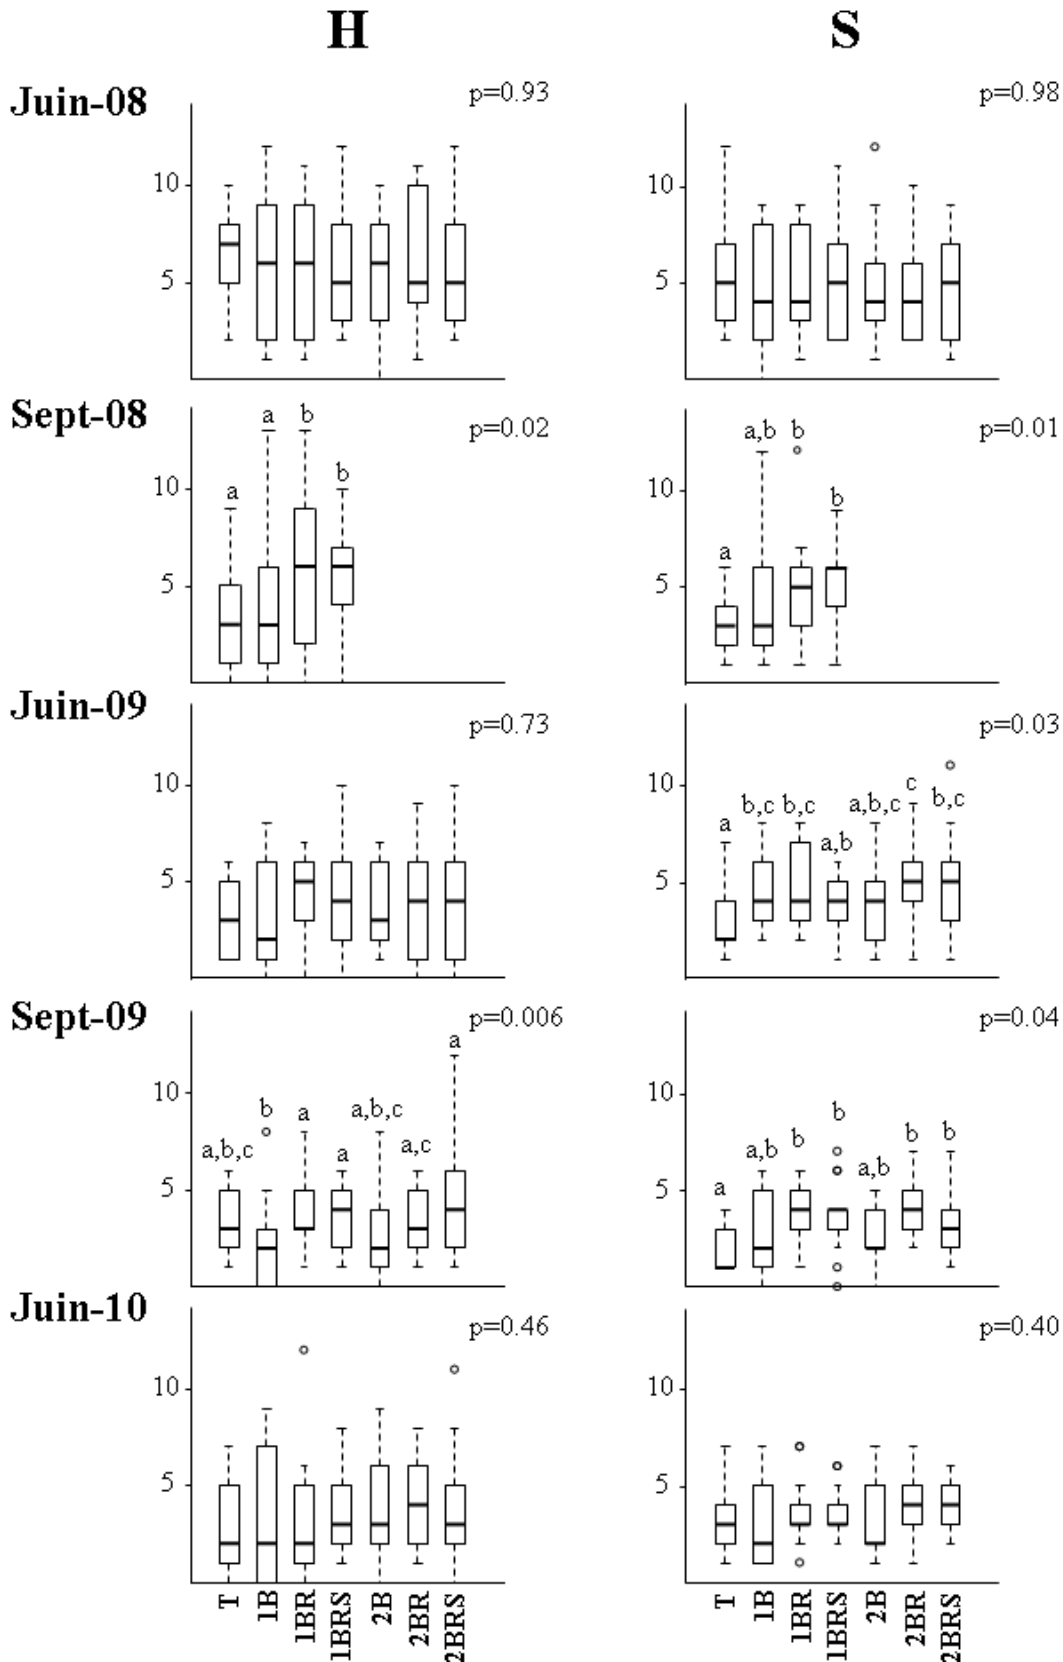 H S
Juin-08 p=0.93 p=0.98
10 10
5 5
Sept-08 a b p=0.02 a,b b p=0.01
a b a b
10 10
5 5
Juin-09 p=0.73 p=0.03
10 10
a b,c b,c a,b a,b,c c b,c
5 5
Sept-09 p=0.006 p=0.04
a,b,c b a a a,b,c a,c a a a,b b b a,b b b
10 10
5 5
Juin-10 p=0.46 p=0.40
10 10
5 5
T 1B 1BR 1BRS 2B 2BR 2BRS T 1B 1BR 1BRS 2B 2BR 2BRS